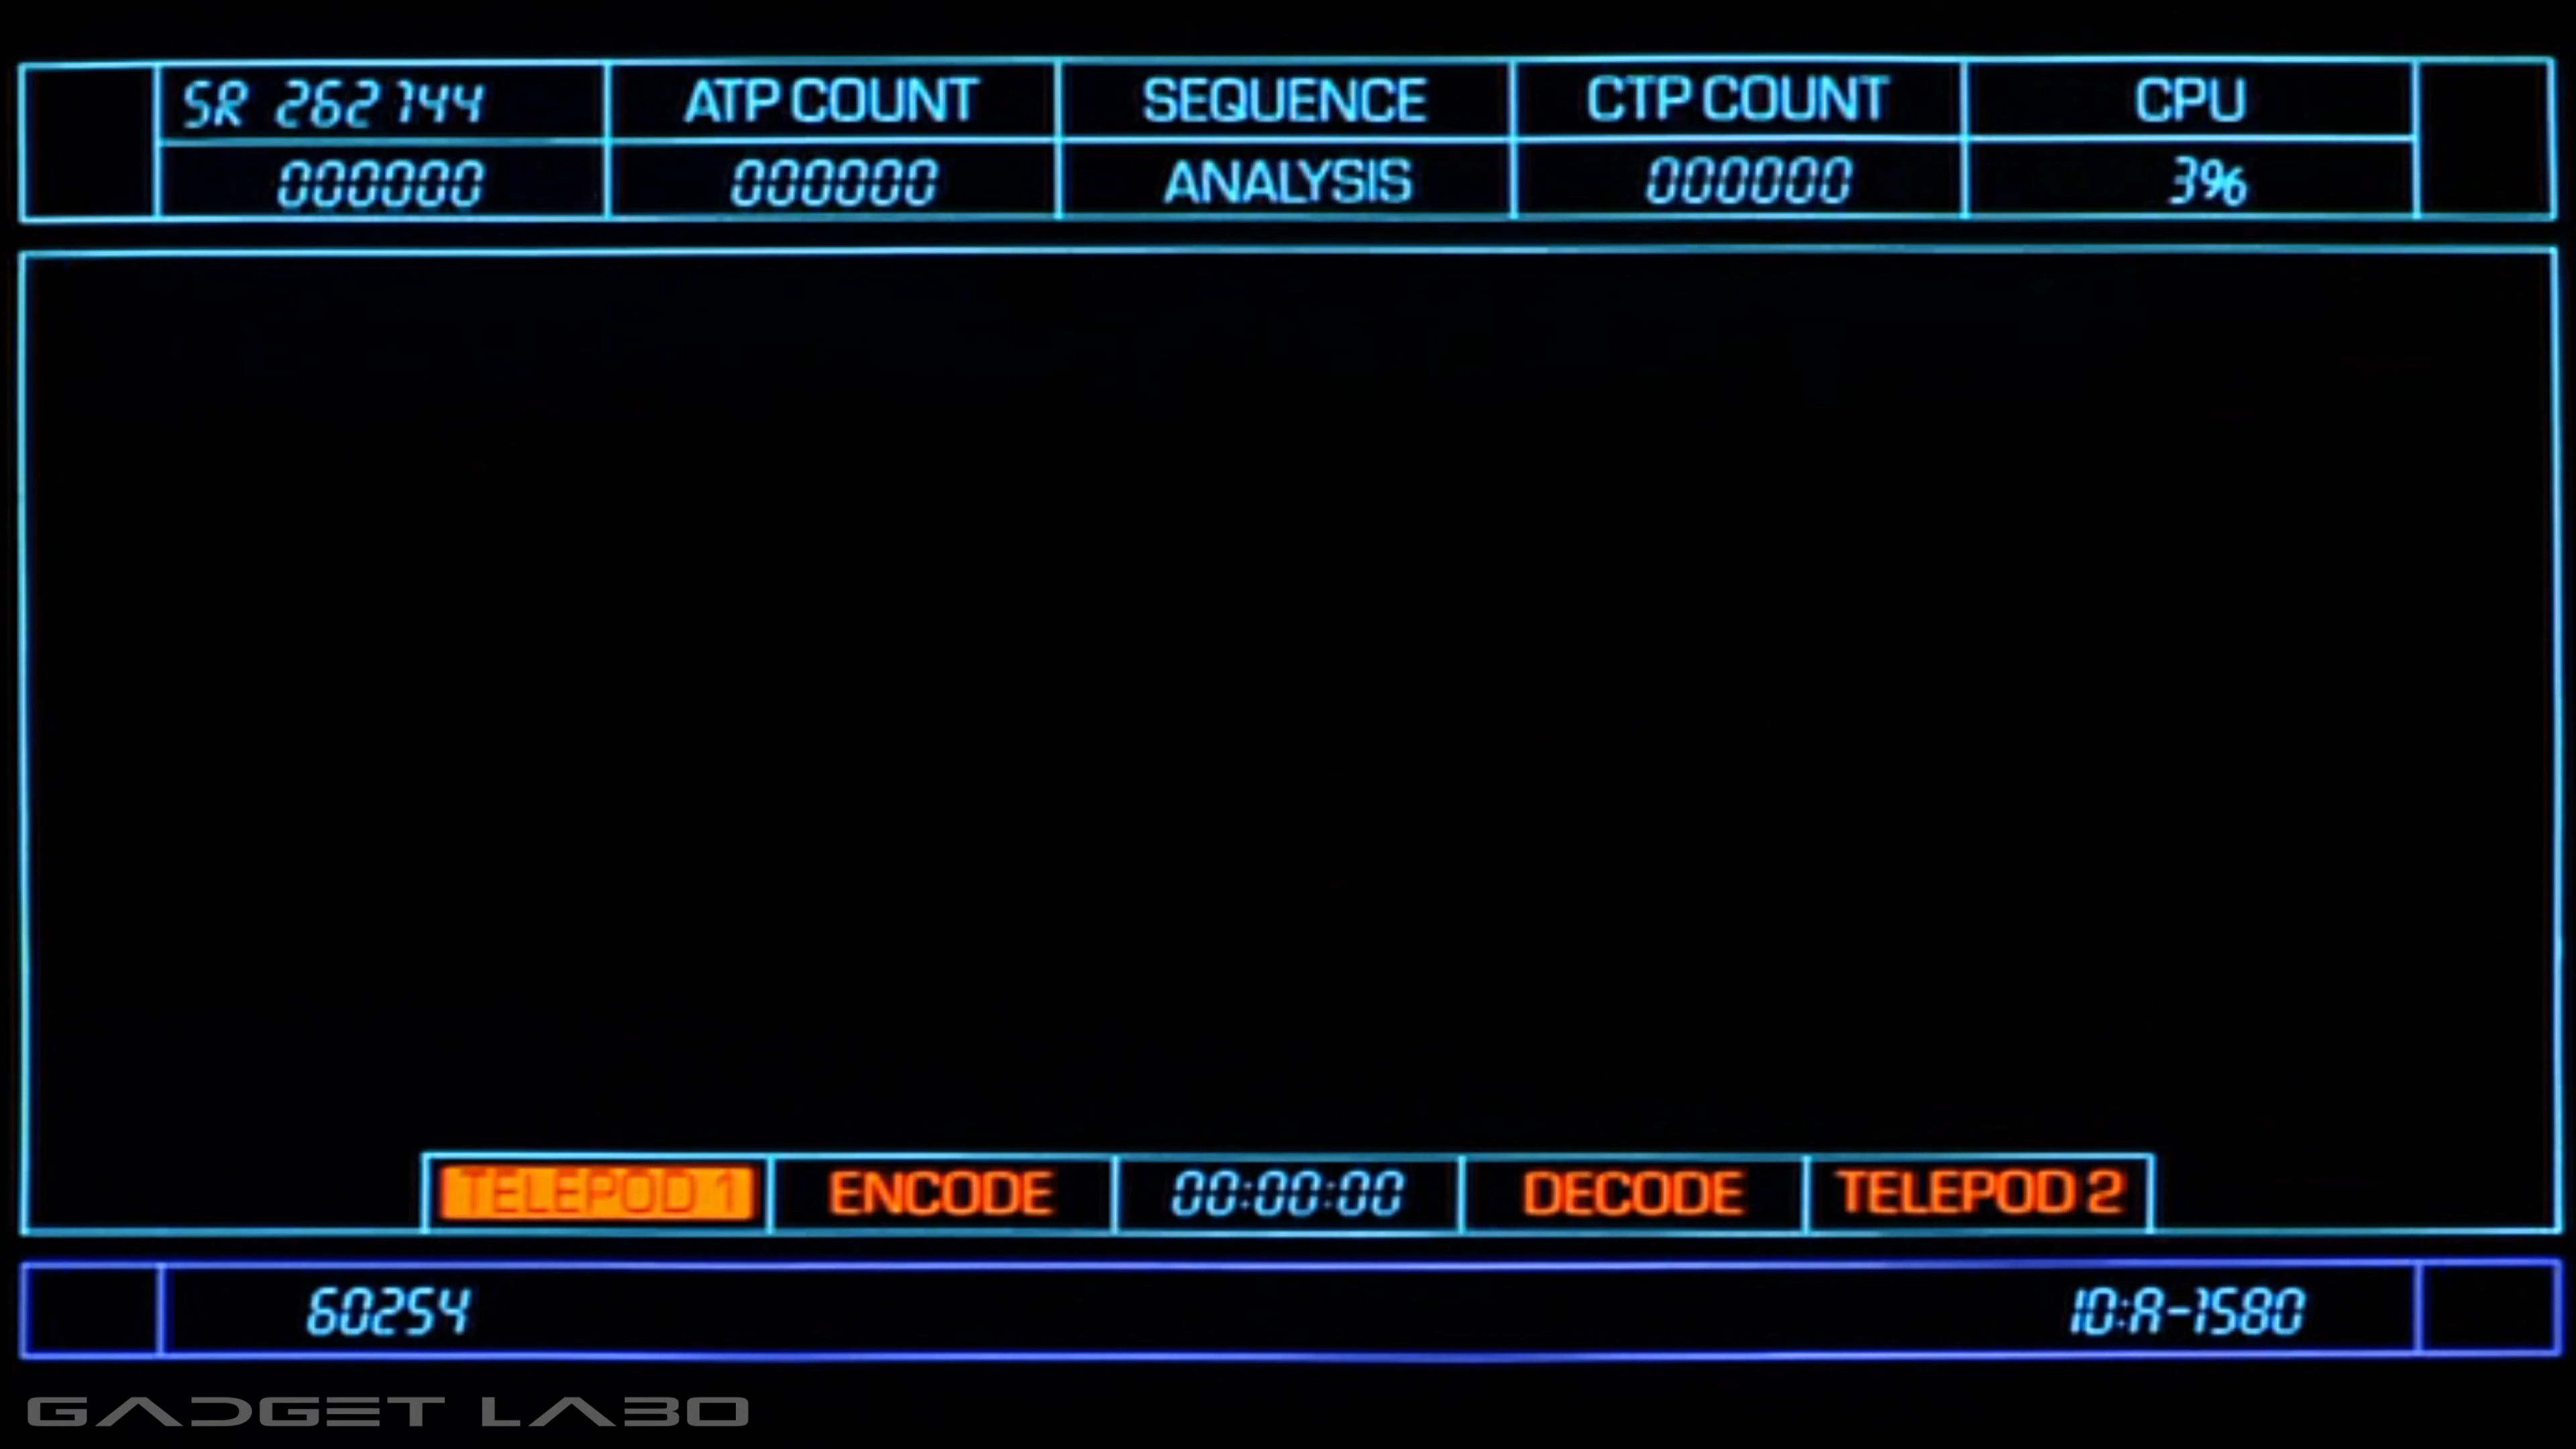 SR 262144 ATP COUNT SEQUENCE CTP COUNT CPU
000000 000000 ANALYSIS 000000 3%
TELEPOD 1 ENCODE 00:00:00 DECODE TELEPOD 2
60254 10:A-1580
GADGET LABO